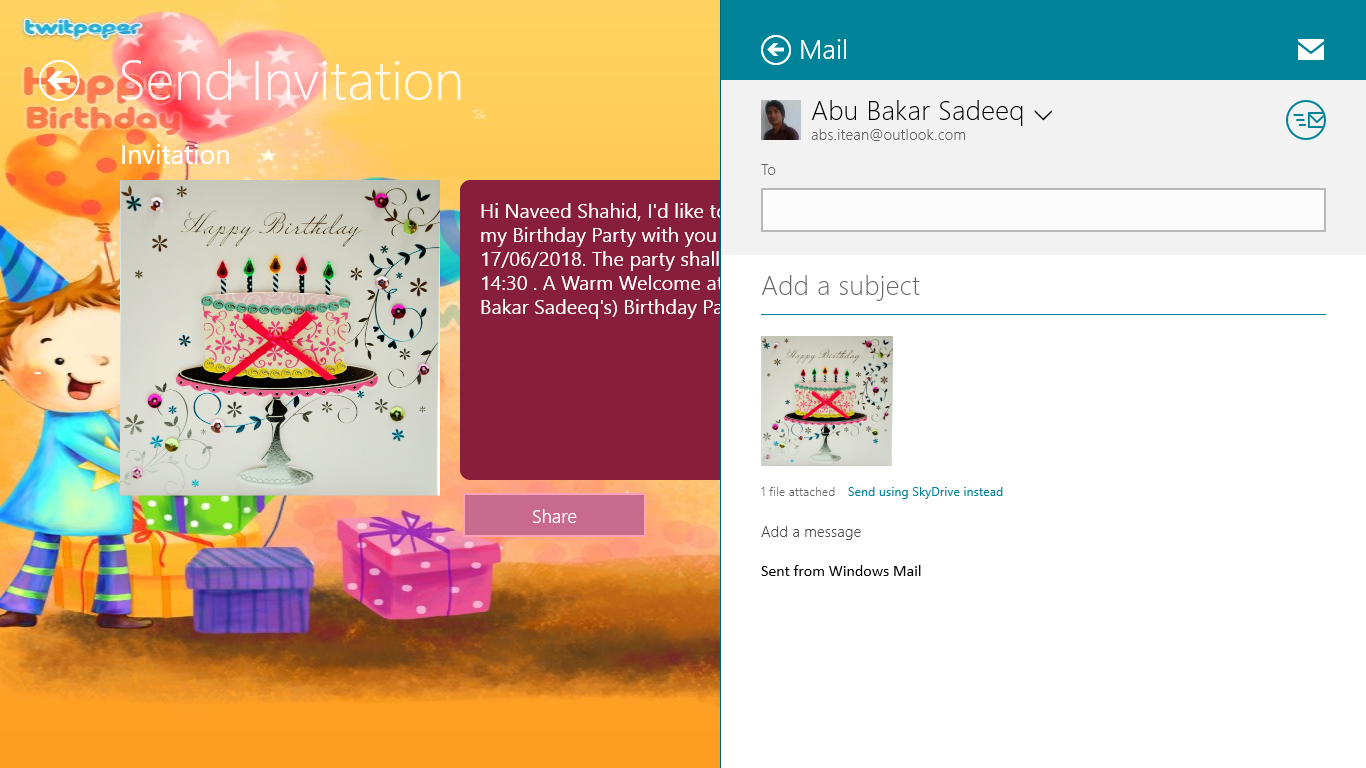 twitpaper
Happy
Birthday
Send Invitation
Invitation
Happy Birthday
Hi Naveed Shahid, I'd like to
my Birthday Party with you
17/06/2018. The party shall
14:30 . A Warm Welcome at
Bakar Sadeeq's) Birthday Pa
Share
Mail
Abu Bakar Sadeeq
abs.itean@outlook.com
To
Add a subject
Happy Birthday
1 file attached Send using SkyDrive instead
Add a message
Sent from Windows Mail